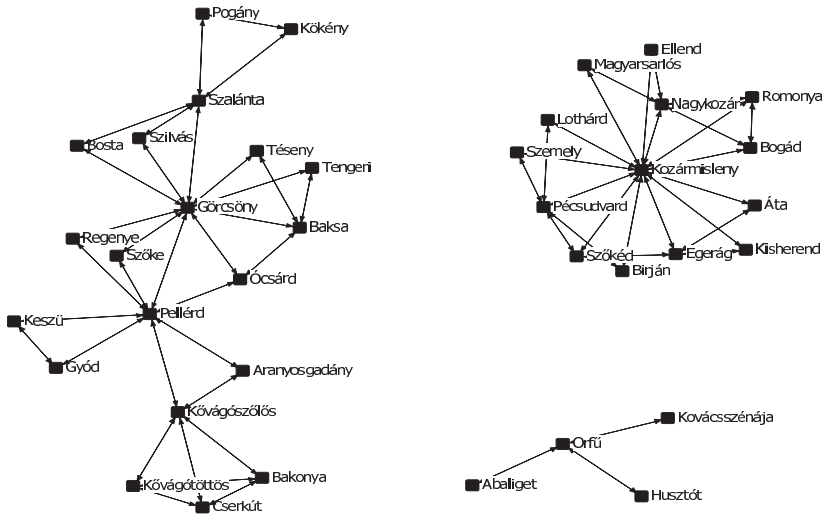 Pogány
Kökény
Szalánta
Bosta
Szilvás
Téseny
Tengeri
Görcsöny
Baksa
Regenye
Szőke
Ócsárd
Pellérd
Keszü
Gyód
Aranyosgadány
Kővágószőlős
Kővágótöttös
Bakonya
Cserkút
Ellend
Magyarsarlós
Nagykozár
Romonya
Lothárd
Szemely
Bogád
Kozármisleny
Pécsudvard
Áta
Szőkéd
Egerág
Kisherend
Birján
Kovácsszénája
Orfű
Abaliget
Husztót